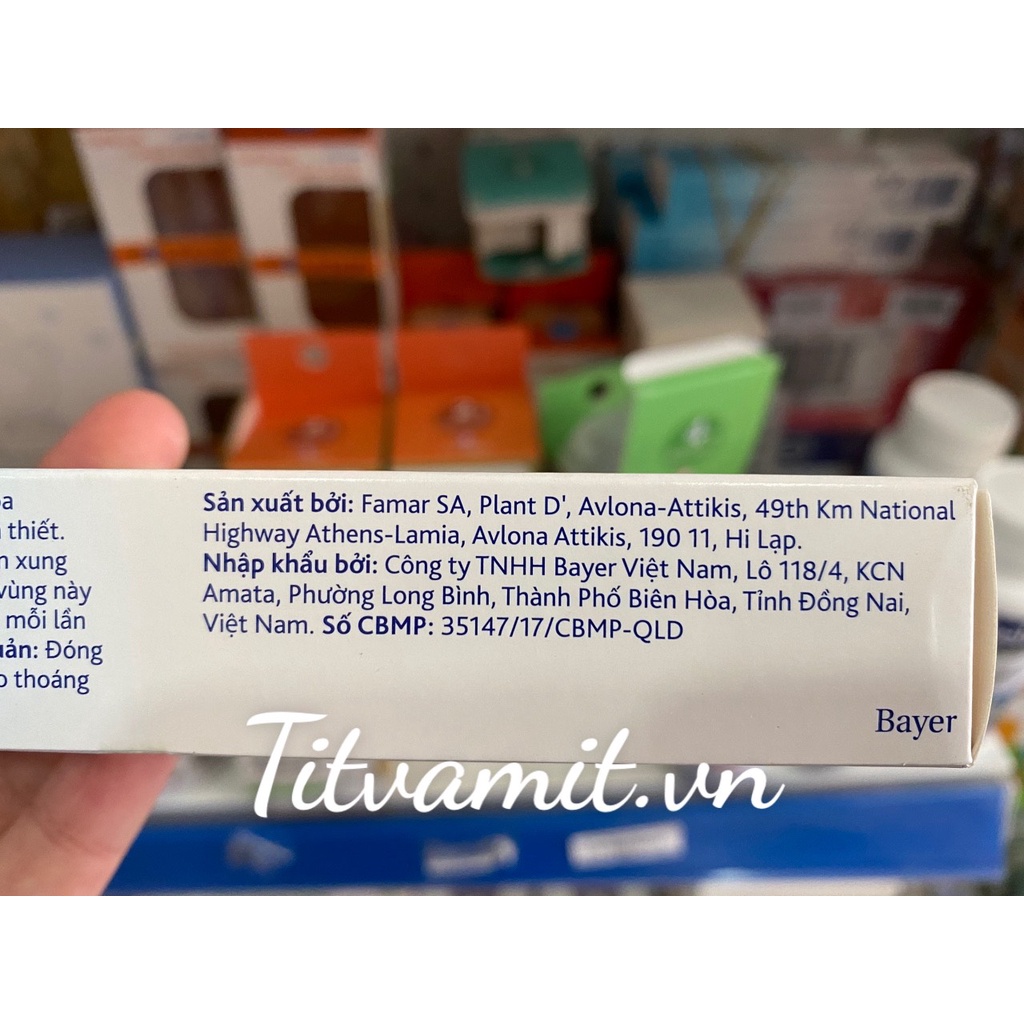 thiết.
xung
vùng này
mỗi lần
Đóng
thoáng
Sản xuất bởi: Famar SA, Plant D', Avlona-Attikis, 49th Km National
Highway Athens-Lamia, Avlona Attikis, 190 11, Hi Lạp.
Nhập khẩu bởi: Công ty TNHH Bayer Việt Nam, Lô 118/4, KCN
Amata, Phường Long Bình, Thành Phố Biên Hòa, Tỉnh Đồng Nai,
Việt Nam. Số CBMP: 35147/17/CBMP-QLD
Bayer
Titvamit.vn